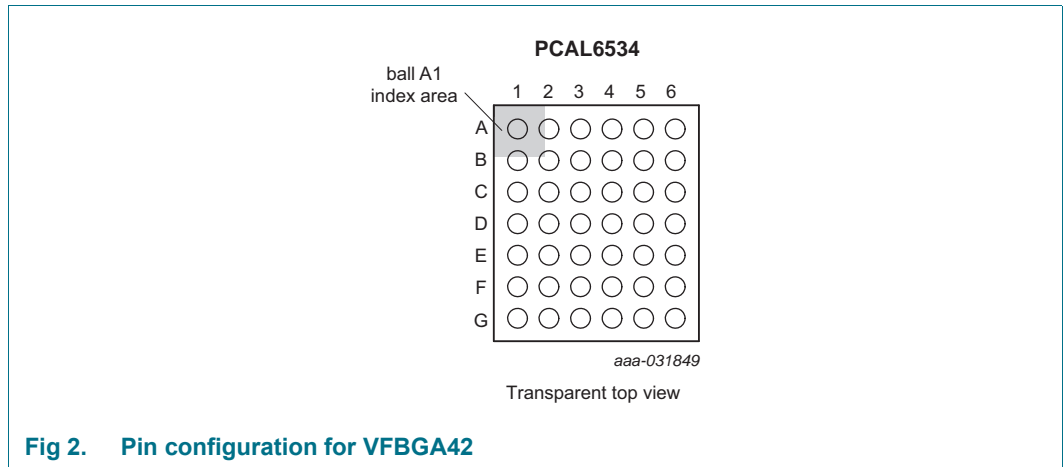 PCAL6534
ball A1
index area
1 2 3 4 5 6
A
B
C
D
E
F
G
aaa-031849
Transparent top view
Fig 2. Pin configuration for VFBGA42